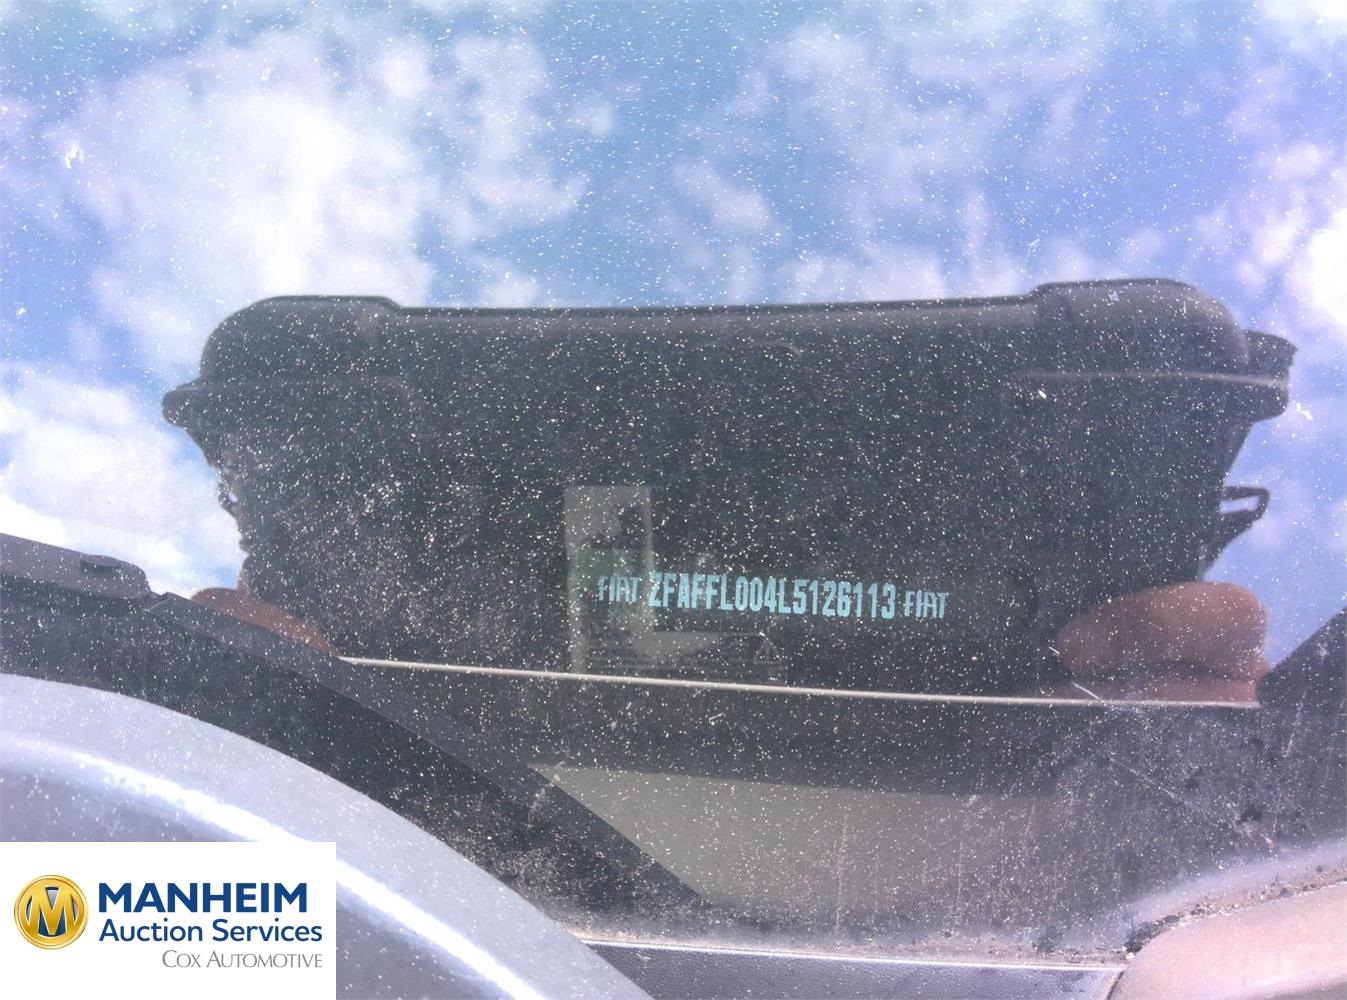 FIAT ZFAFFL004L5126113 FIAT
MANHEIM
Auction Services
COX AUTOMOTIVE